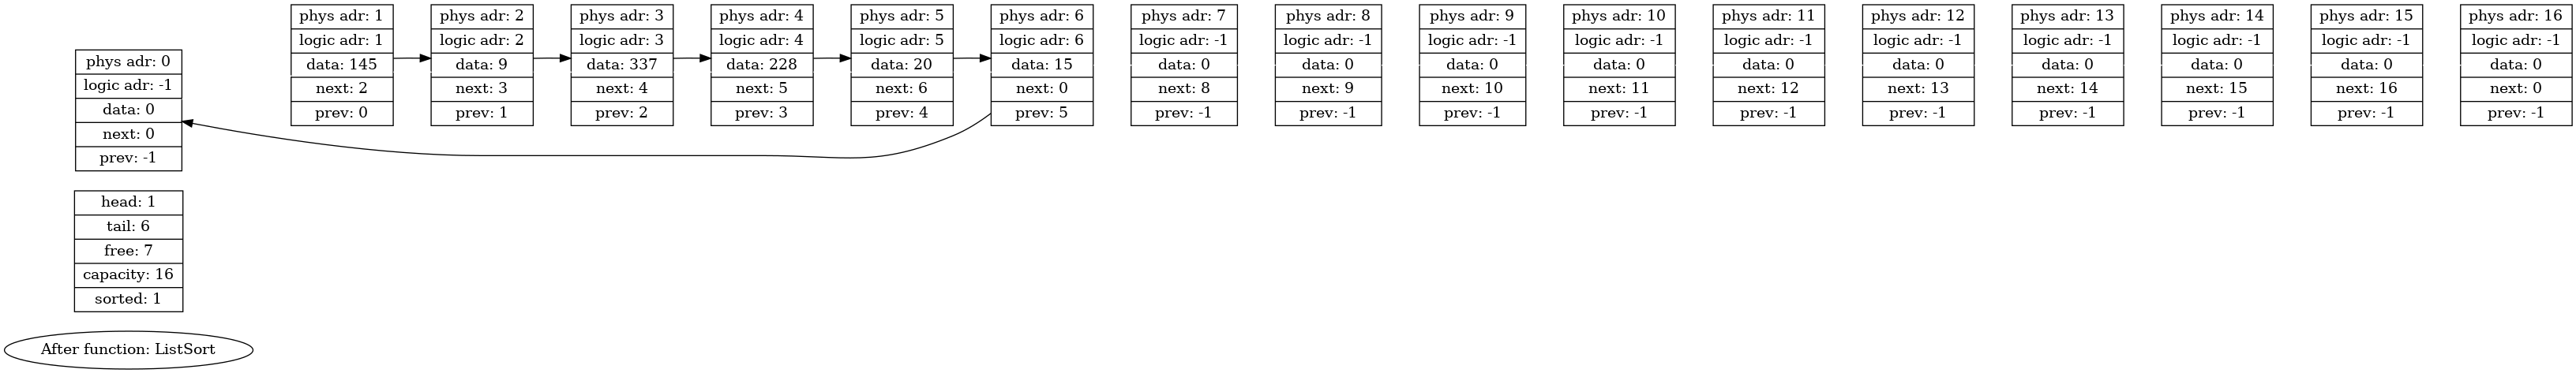 phys adr: 0
logic adr: -1
data: 0
next: 0
prev: -1
phys adr: 1
logic adr: 1
data: 145
next: 2
prev: 0
phys adr: 2
logic adr: 2
data: 9
next: 3
prev: 1
phys adr: 3
logic adr: 3
data: 337
next: 4
prev: 2
phys adr: 4
logic adr: 4
data: 228
next: 5
prev: 3
phys adr: 5
logic adr: 5
data: 20
next: 6
prev: 4
phys adr: 6
logic adr: 6
data: 15
next: 0
prev: 5
phys adr: 7
logic adr: -1
data: 0
next: 8
prev: -1
phys adr: 8
logic adr: -1
data: 0
next: 9
prev: -1
phys adr: 9
logic adr: -1
data: 0
next: 10
prev: -1
phys adr: 10
logic adr: -1
data: 0
next: 11
prev: -1
phys adr: 11
logic adr: -1
data: 0
next: 12
prev: -1
phys adr: 12
logic adr: -1
data: 0
next: 13
prev: -1
phys adr: 13
logic adr: -1
data: 0
next: 14
prev: -1
phys adr: 14
logic adr: -1
data: 0
next: 15
prev: -1
phys adr: 15
logic adr: -1
data: 0
next: 16
prev: -1
phys adr: 16
logic adr: -1
data: 0
next: 0
prev: -1
head: 1
tail: 6
free: 7
capacity: 16
sorted: 1
After function: ListSort